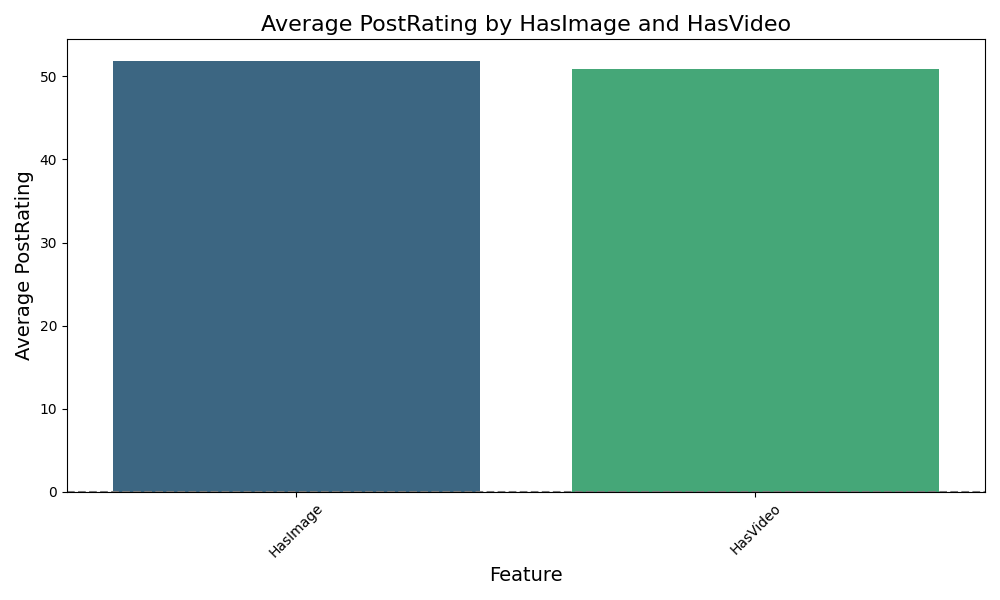 Average PostRating by HasImage and HasVideo
Average PostRating
50
40
30
20
10
0
HasImage
HasVideo
Feature